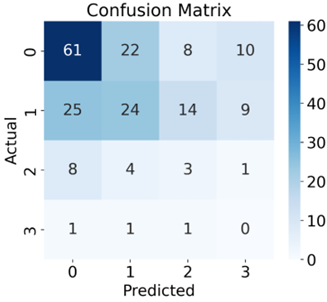 Confusion Matrix
60
0 61 22 8 10
50
40
1 25 24 14 9
30
Actual
2 8 4 3 1
20
10
3 1 1 1 0
0
0 1 2 3
Predicted